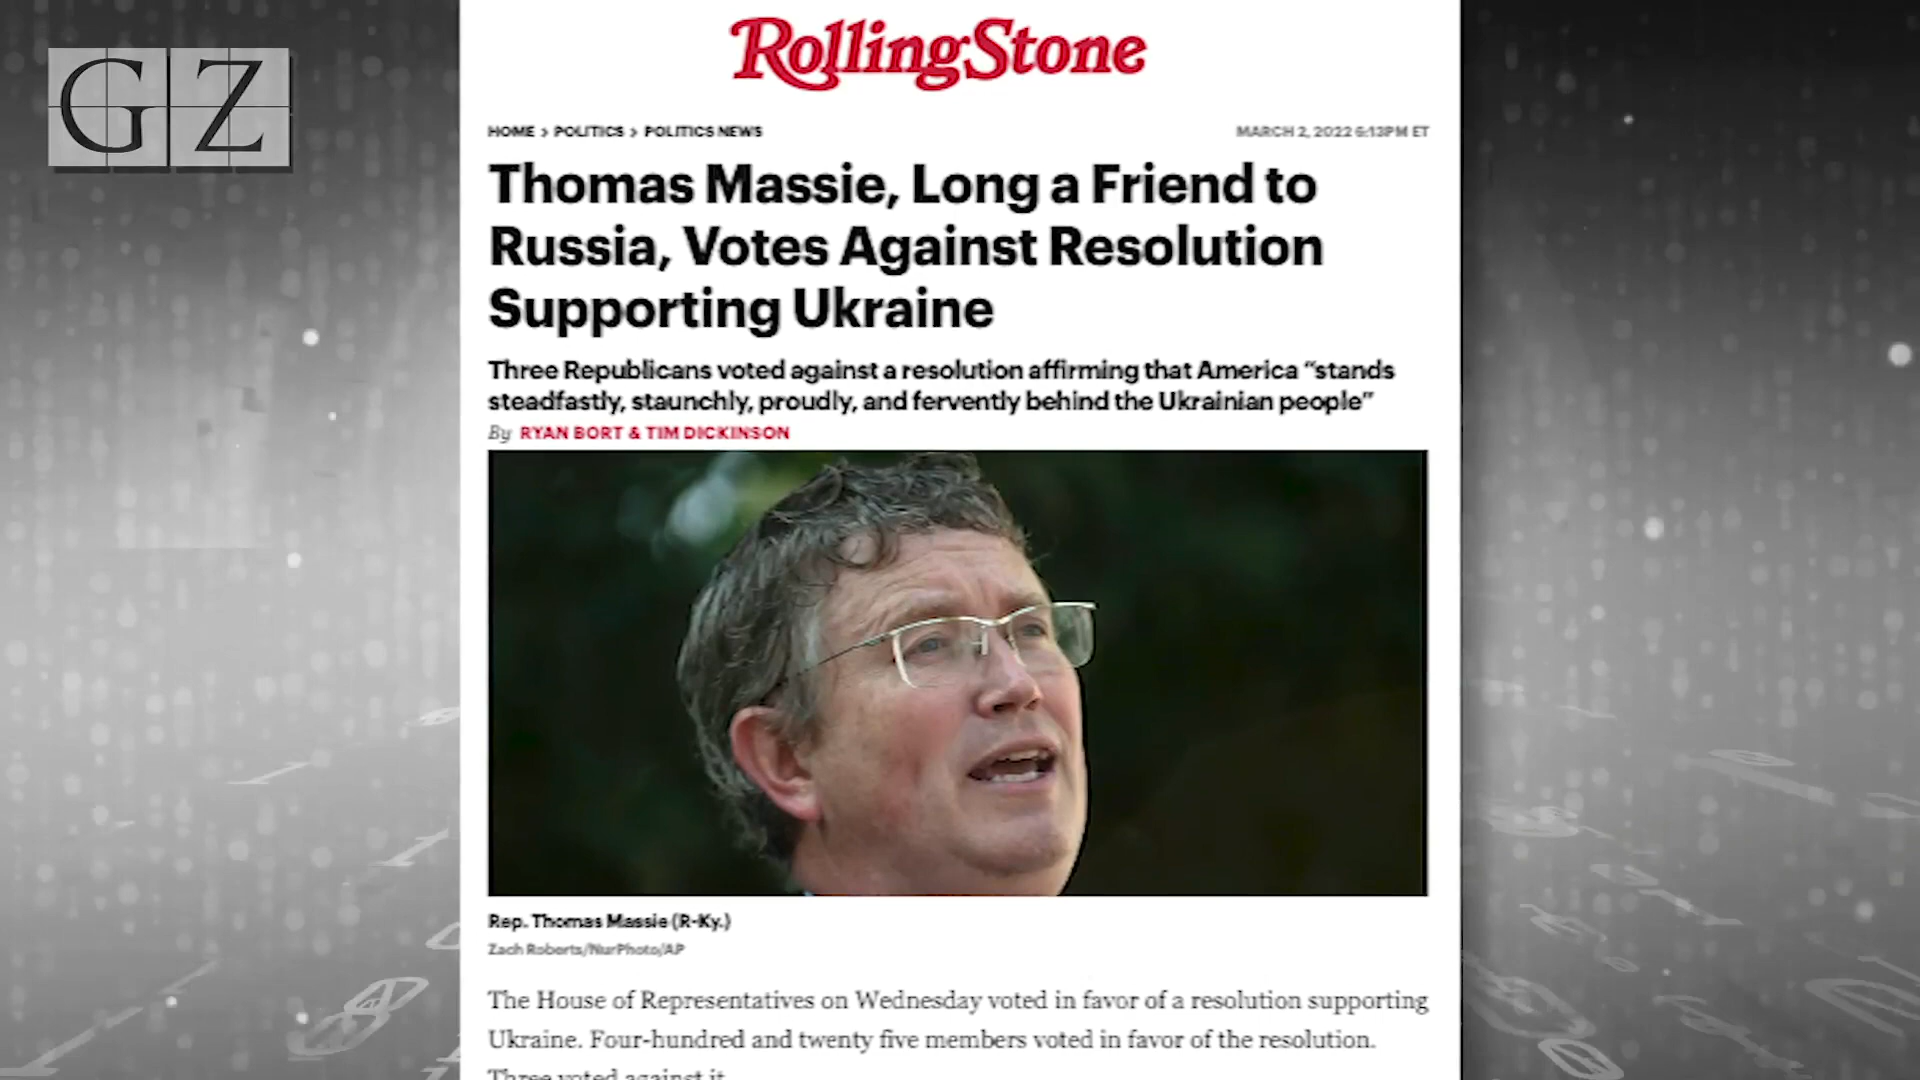 GZ
RollingStone
HOME > POLITICS > POLITICS NEWS
MARCH 2, 2022 6:13PM ET
Thomas Massie, Long a Friend to
Russia, Votes Against Resolution
Supporting Ukraine
Three Republicans voted against a resolution affirming that America “stands
steadfastly, staunchly, proudly, and fervently behind the Ukrainian people”
By RYAN BORT & TIM DICKINSON
Rep. Thomas Massie (R-Ky.)
Zach Roberts/NurPhoto/AP
The House of Representatives on Wednesday voted in favor of a resolution supporting
Ukraine. Four-hundred and twenty five members voted in favor of the resolution.
Three voted against it.